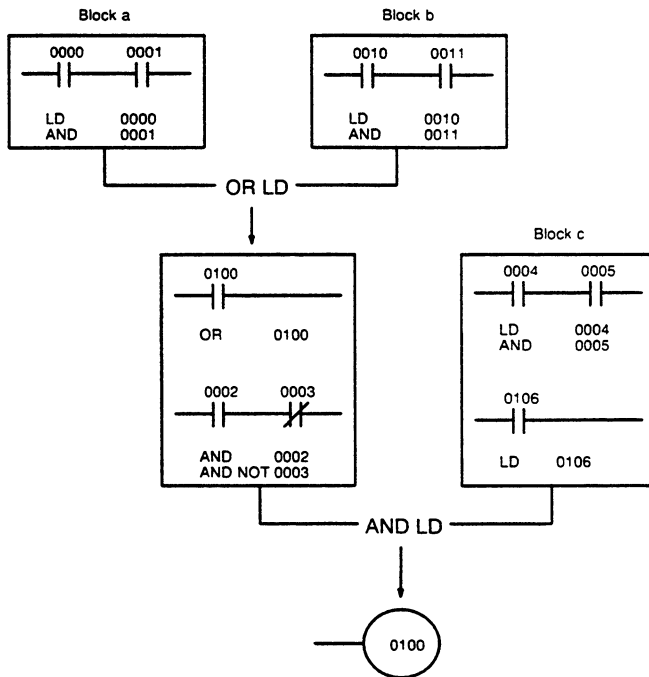 Block a
Block b
0000 0001
LD 0000
AND 0001
0010 0011
LD 0010
AND 0011
OR LD
0100
OR 0100
0002 0003
AND 0002
AND NOT 0003
Block c
0004 0005
LD 0004
AND 0005
0106
LD 0106
AND LD
0100